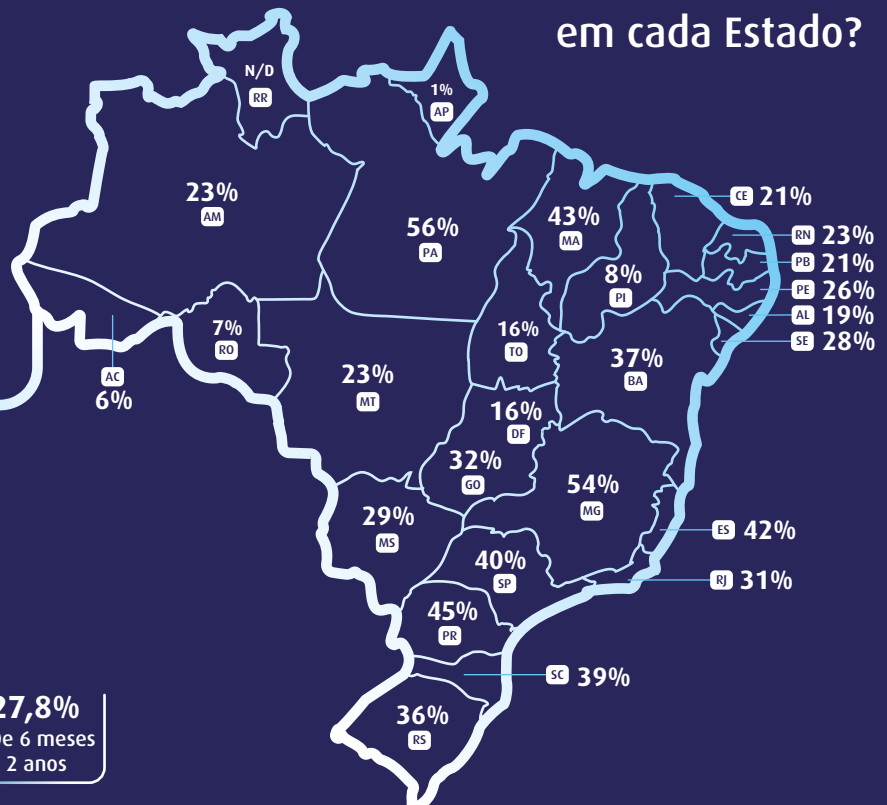 em cada Estado?
N/D
RR
1%
AP
23%
AM
56%
PA
43%
MA
CE 21%
RN 23%
PB 21%
PE 26%
AL 19%
SE 28%
8%
PI
16%
TO
7%
RO
AC
6%
23%
MT
37%
BA
16%
DF
32%
GO
54%
MG
29%
MS
ES 42%
40%
SP
RJ 31%
45%
PR
SC 39%
36%
RS
27,8%
de 6 meses
2 anos